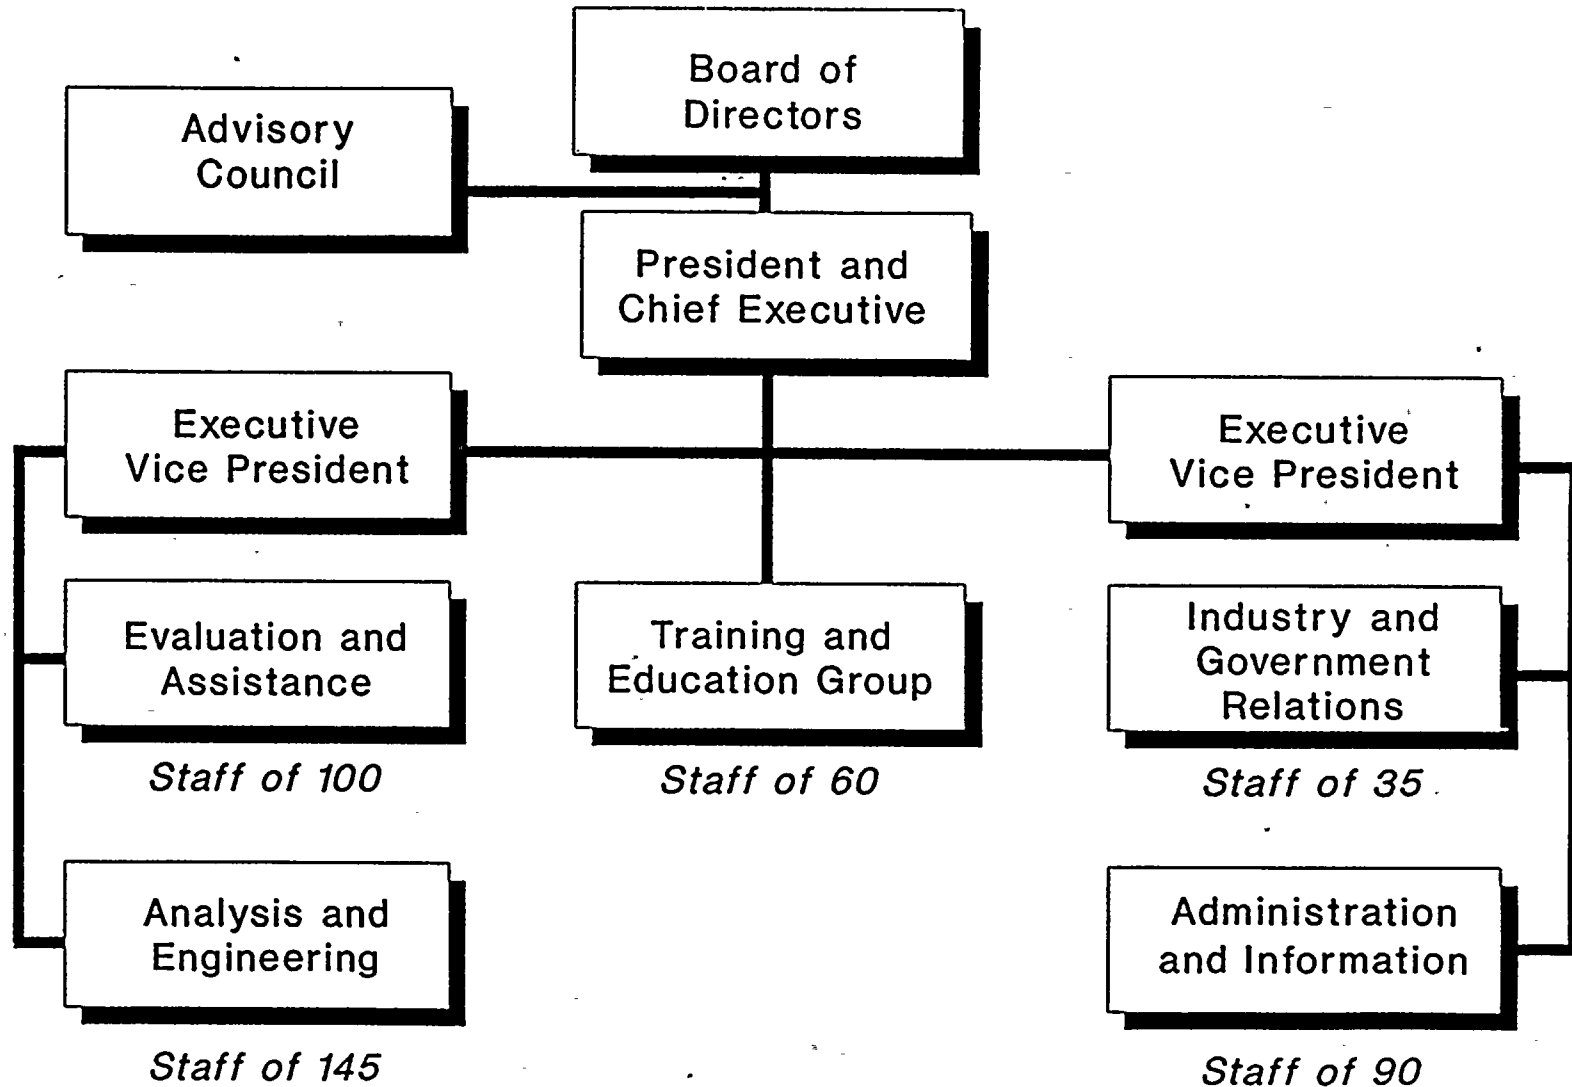 Board of
Directors
Advisory
Council
President and
Chief Executive
Executive
Vice President
Executive
Vice President
Evaluation and
Assistance
Staff of 100
Training and
Education Group
Staff of 60
Industry and
Government
Relations
Staff of 35
Analysis and
Engineering
Staff of 145
Administration
and Information
Staff of 90